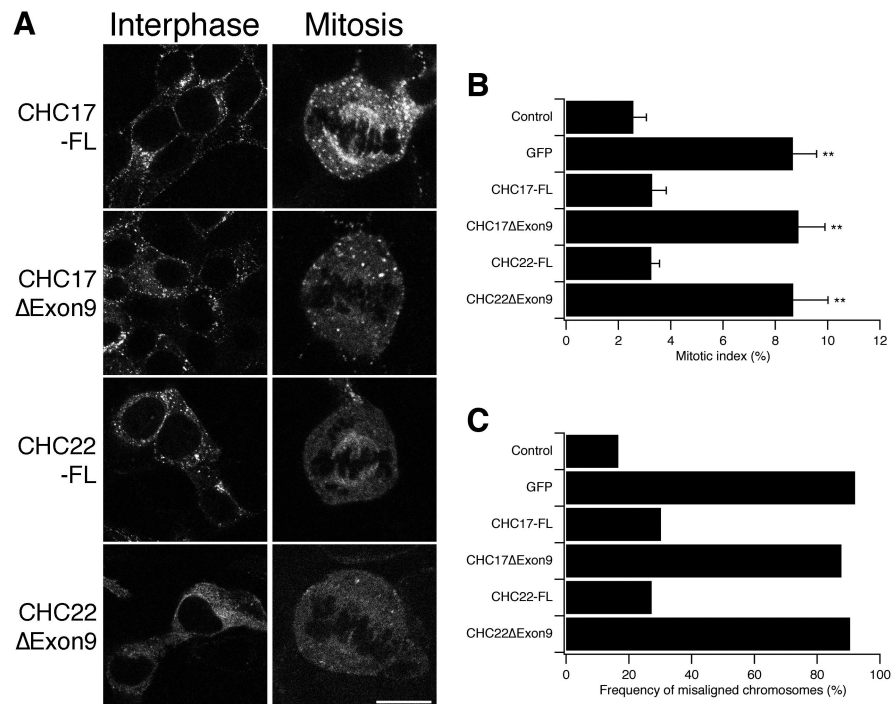 A
Interphase
Mitosis
CHC17
-FL
CHC17
ΔExon9
CHC22
-FL
CHC22
ΔExon9
B
Control
GFP
**
CHC17-FL
CHC17ΔExon9
**
CHC22-FL
CHC22ΔExon9
**
0 2 4 6 8 10 12
Mitotic index (%)
C
Control
GFP
CHC17-FL
CHC17ΔExon9
CHC22-FL
CHC22ΔExon9
0 20 40 60 80 100
Frequency of misaligned chromosomes (%)